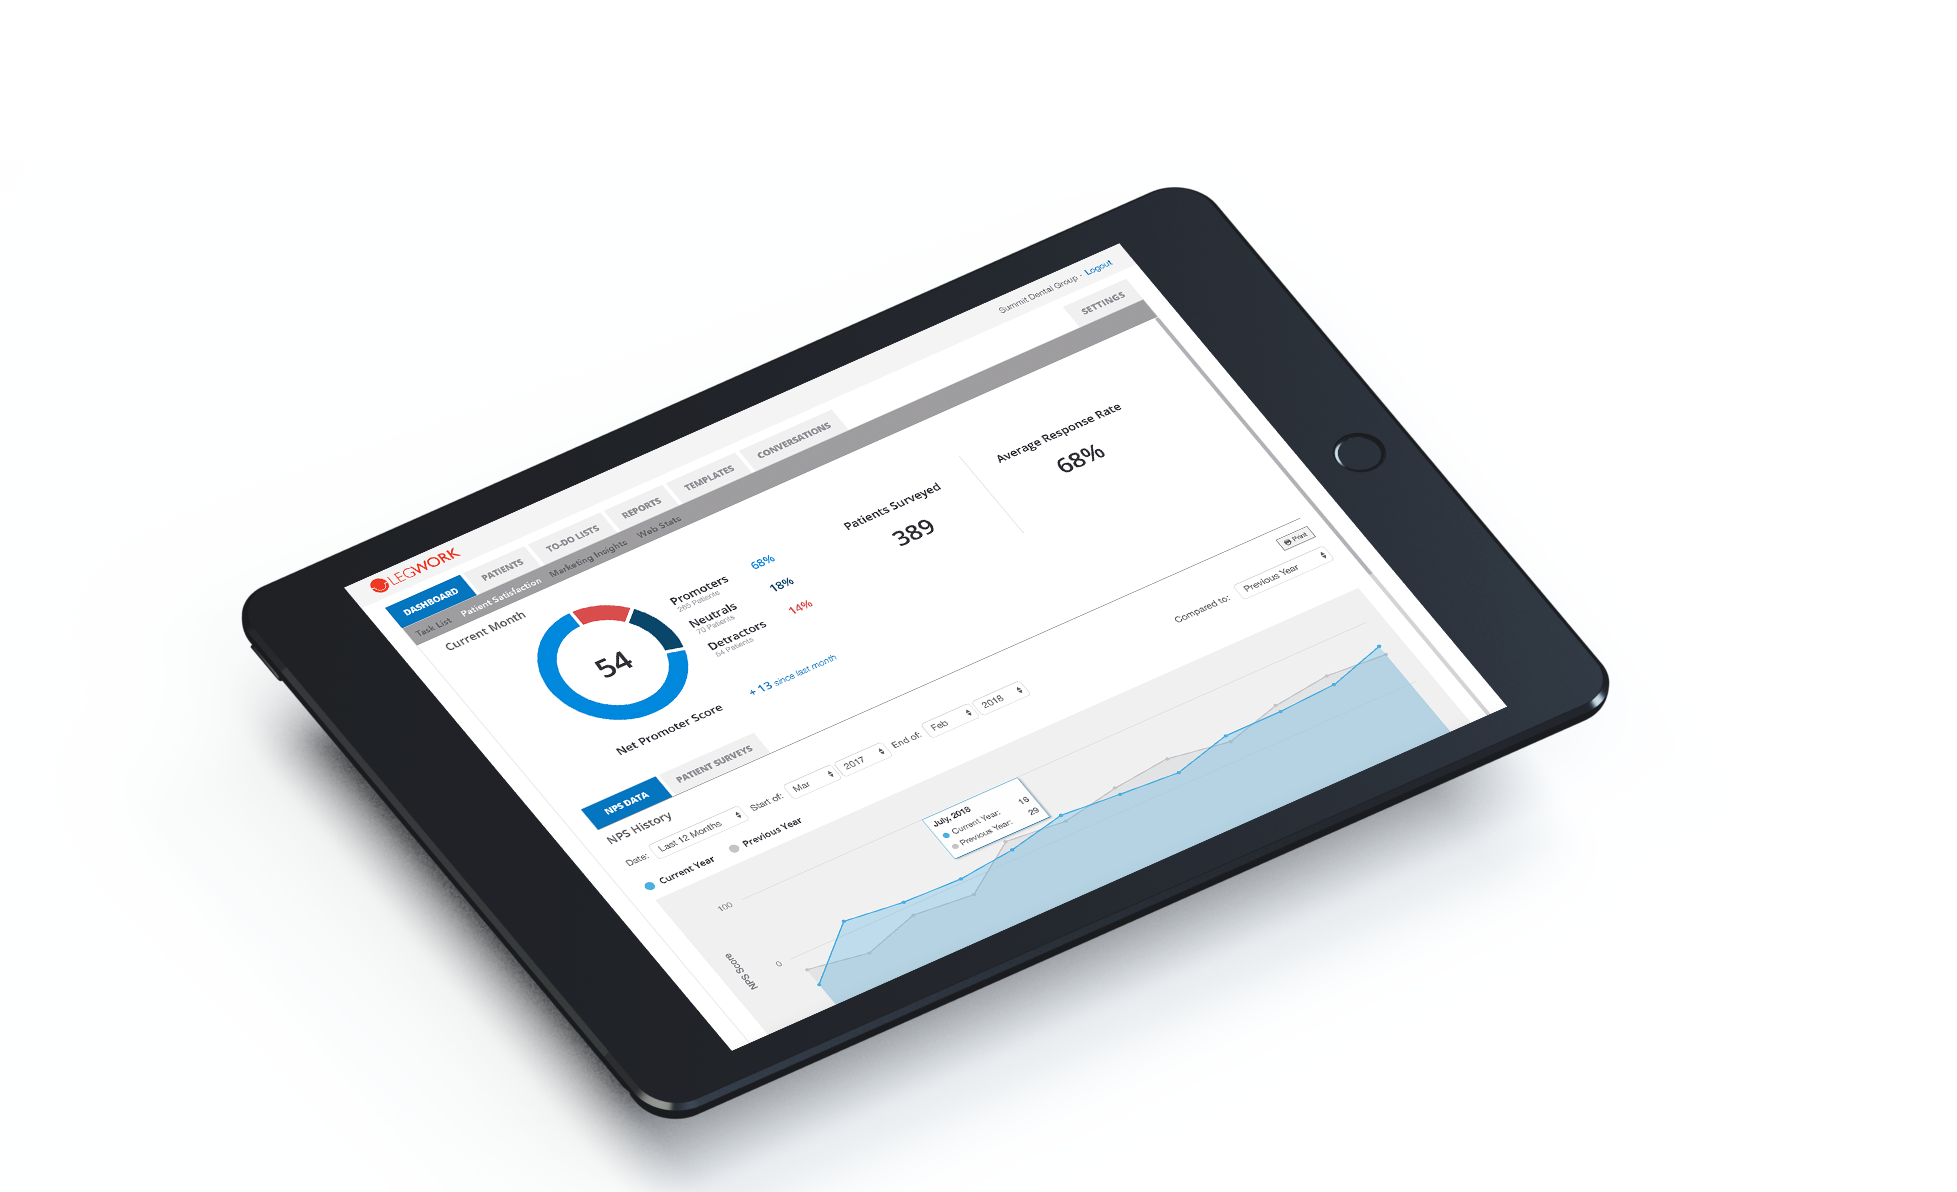 LEGWORK
Summit Dental Group · Logout
DASHBOARD
PATIENTS
TO-DO LISTS
REPORTS
TEMPLATES
CONVERSATIONS
SETTINGS
Task List
Patient Satisfaction
Marketing Insights
Web Stats
Current Month
54
Net Promoter Score
+ 13 since last month
Promoters 68%
265 Patients
Neutrals 18%
70 Patients
Detractors 14%
54 Patients
Patients Surveyed
389
Average Response Rate
68%
NPS DATA
PATIENT SURVEYS
Print
NPS History
Date: Last 12 Months Start of: Mar 2017 End of: Feb 2018
Compared to: Previous Year
Current Year
Previous Year
July, 2018
Current Year: 16
Previous Year: 29
100
0
NPS Score